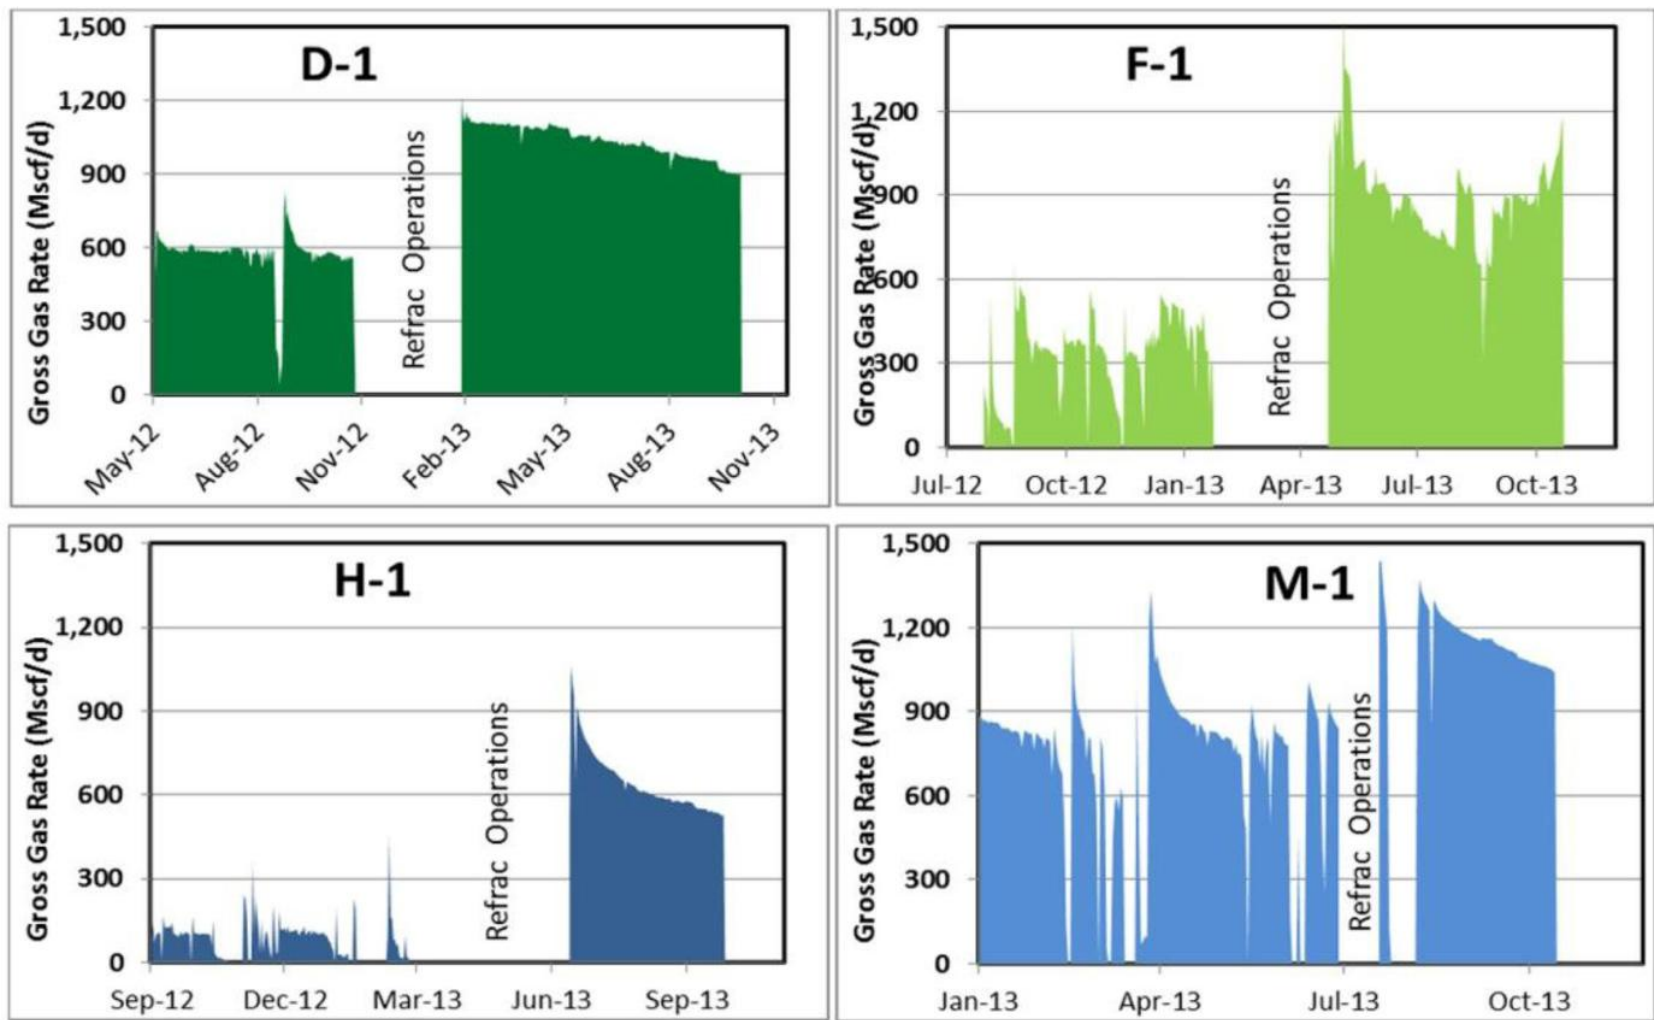 D-1
Gross Gas Rate (Mscf/d)
1,500
1,200
900
600
300
0
Refrac Operations
May-12 Aug-12 Nov-12 Feb-13 May-13 Aug-13 Nov-13
F-1
Gross Gas Rate (Mscf/d)
1,500
1,200
900
600
300
0
Refrac Operations
Jul-12 Oct-12 Jan-13 Apr-13 Jul-13 Oct-13
H-1
Gross Gas Rate (Mscf/d)
1,500
1,200
900
600
300
0
Refrac Operations
Sep-12 Dec-12 Mar-13 Jun-13 Sep-13
M-1
Gross Gas Rate (Mscf/d)
1,500
1,200
900
600
300
0
Refrac Operations
Jan-13 Apr-13 Jul-13 Oct-13